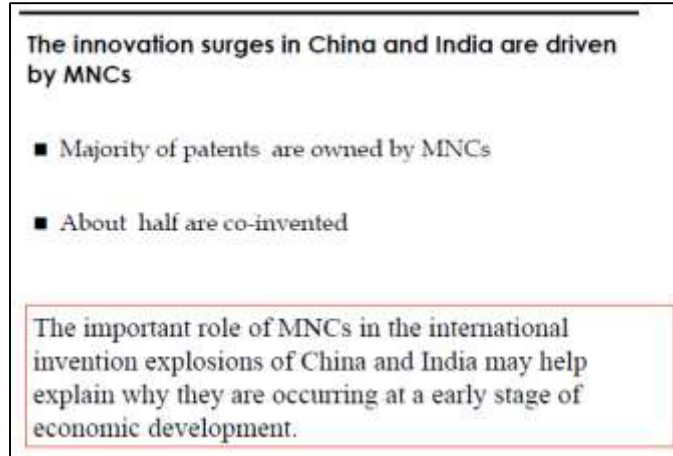 The innovation surges in China and India are driven
by MNCs
■ Majority of patents are owned by MNCs
■ About half are co-invented
The important role of MNCs in the international
invention explosions of China and India may help
explain why they are occurring at a early stage of
economic development.